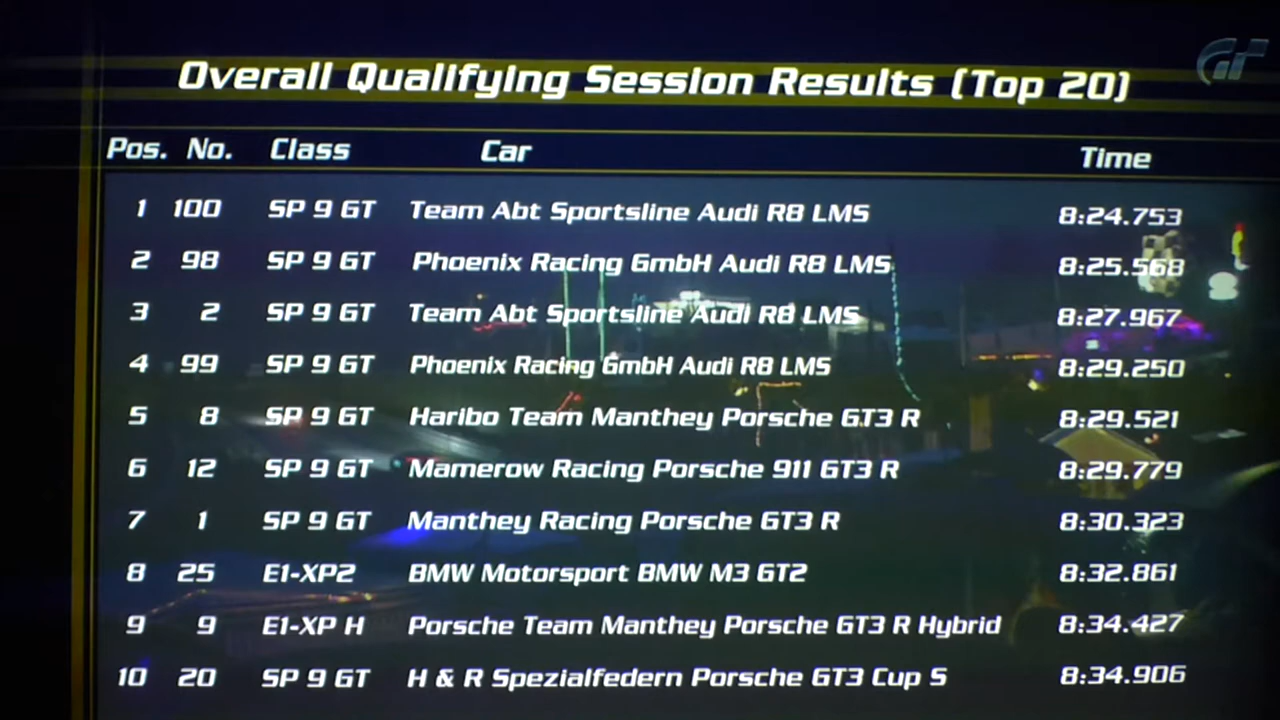 GT
Overall Qualifying Session Results (Top 20)
Pos. No. Class Car Time
1 100 SP 9 GT Team Abt Sportsline Audi R8 LMS 8:24.753
2 98 SP 9 GT Phoenix Racing GmbH Audi R8 LMS 8:25.568
3 2 SP 9 GT Team Abt Sportsline Audi R8 LMS 8:27.967
4 99 SP 9 GT Phoenix Racing GmbH Audi R8 LMS 8:29.250
5 8 SP 9 GT Haribo Team Manthey Porsche GT3 R 8:29.521
6 12 SP 9 GT Mamerow Racing Porsche 911 GT3 R 8:29.779
7 1 SP 9 GT Manthey Racing Porsche GT3 R 8:30.323
8 25 E1-XP2 BMW Motorsport BMW M3 GT2 8:32.861
9 9 E1-XP H Porsche Team Manthey Porsche GT3 R Hybrid 8:34.427
10 20 SP 9 GT H & R Spezialfedern Porsche GT3 Cup S 8:34.906